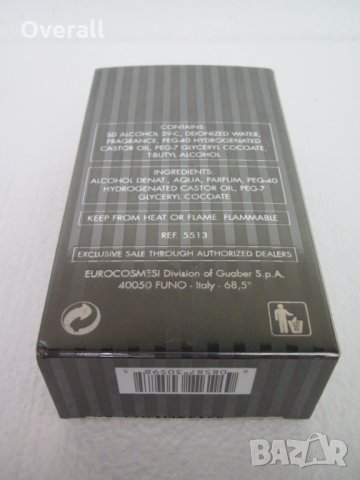 Overall
CONTAINS:
SD ALCOHOL 39-C, DEIONIZED WATER,
FRAGRANCE, PEG-40 HYDROGENATED
CASTOR OIL, PEG-7 GLYCERYL COCOATE,
T-BUTYL ALCOHOL
INGREDIENTS:
ALCOHOL DENAT., AQUA, PARFUM, PEG-40
HYDROGENATED CASTOR OIL, PEG-7
GLYCERYL COCOATE
KEEP FROM HEAT OR FLAME. FLAMMABLE
REF. 5513
EXCLUSIVE SALE THROUGH AUTHORIZED DEALERS
EUROCOSMESI Division of Guaber S.p.A.
40050 FUNO - Italy - 68,5°
BAZAR.bg